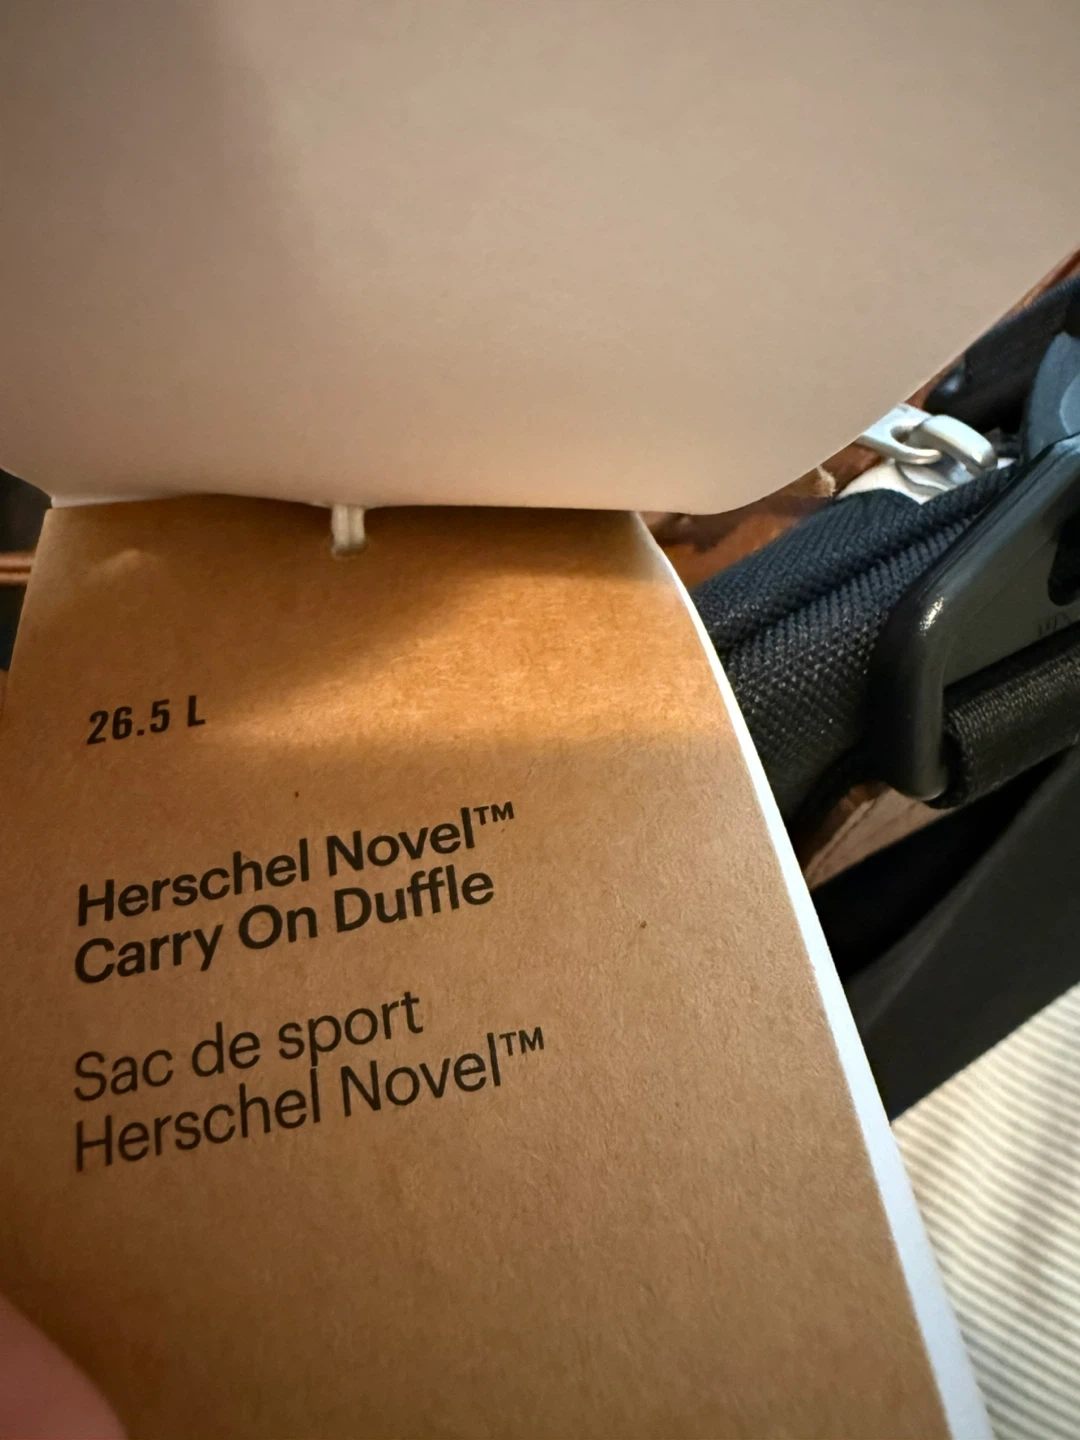 26.5 L
Herschel Novel™
Carry On Duffle
Sac de sport
Herschel Novel™